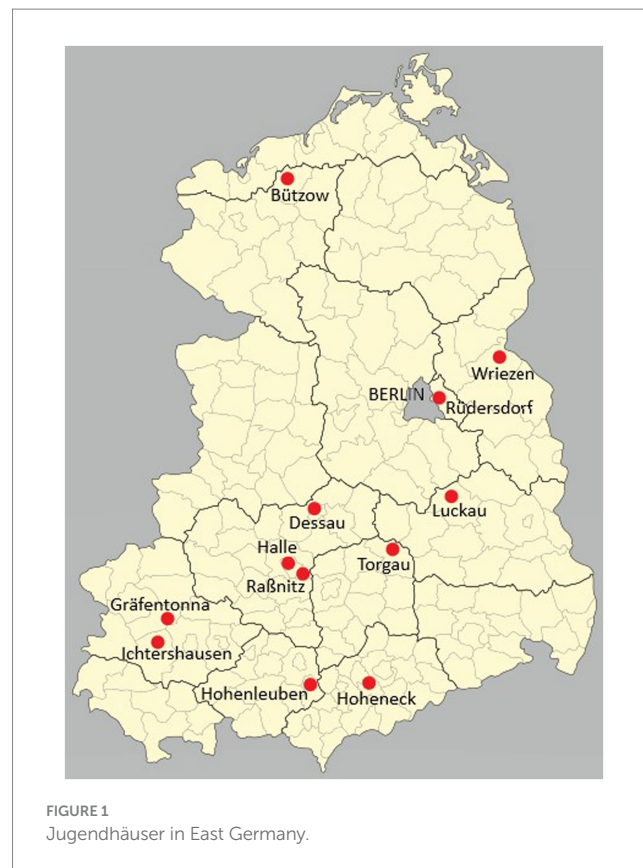 Bützow
Wriezen
BERLIN
Rüdersdorf
Luckau
Dessau
Halle
Torgau
Raßnitz
Gräfentonna
Ichtershausen
Hohenleuben
Hoheneck
FIGURE 1
Jugendhäuser in East Germany.